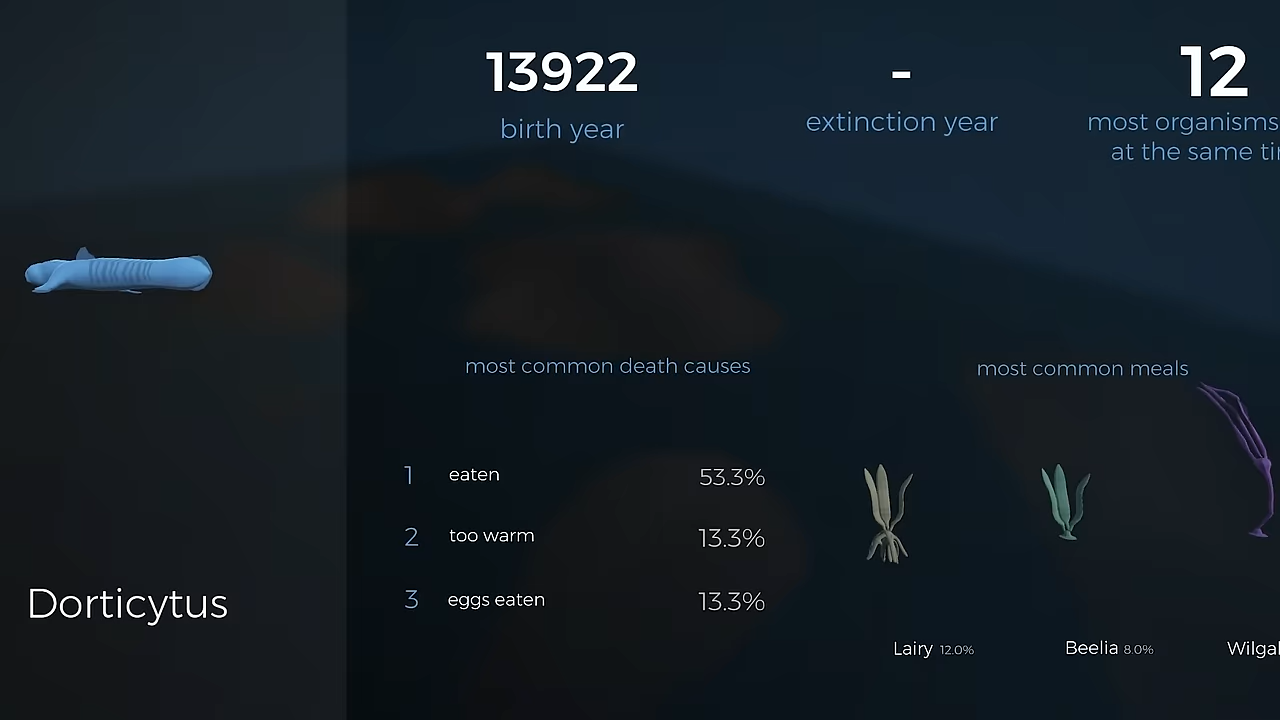 13922
birth year
-
extinction year
12
most organisms
at the same
most common death causes
1 eaten 53.3%
2 too warm 13.3%
3 eggs eaten 13.3%
most common meals
Lairy 12.0%
Beelia 8.0%
Dorticytus